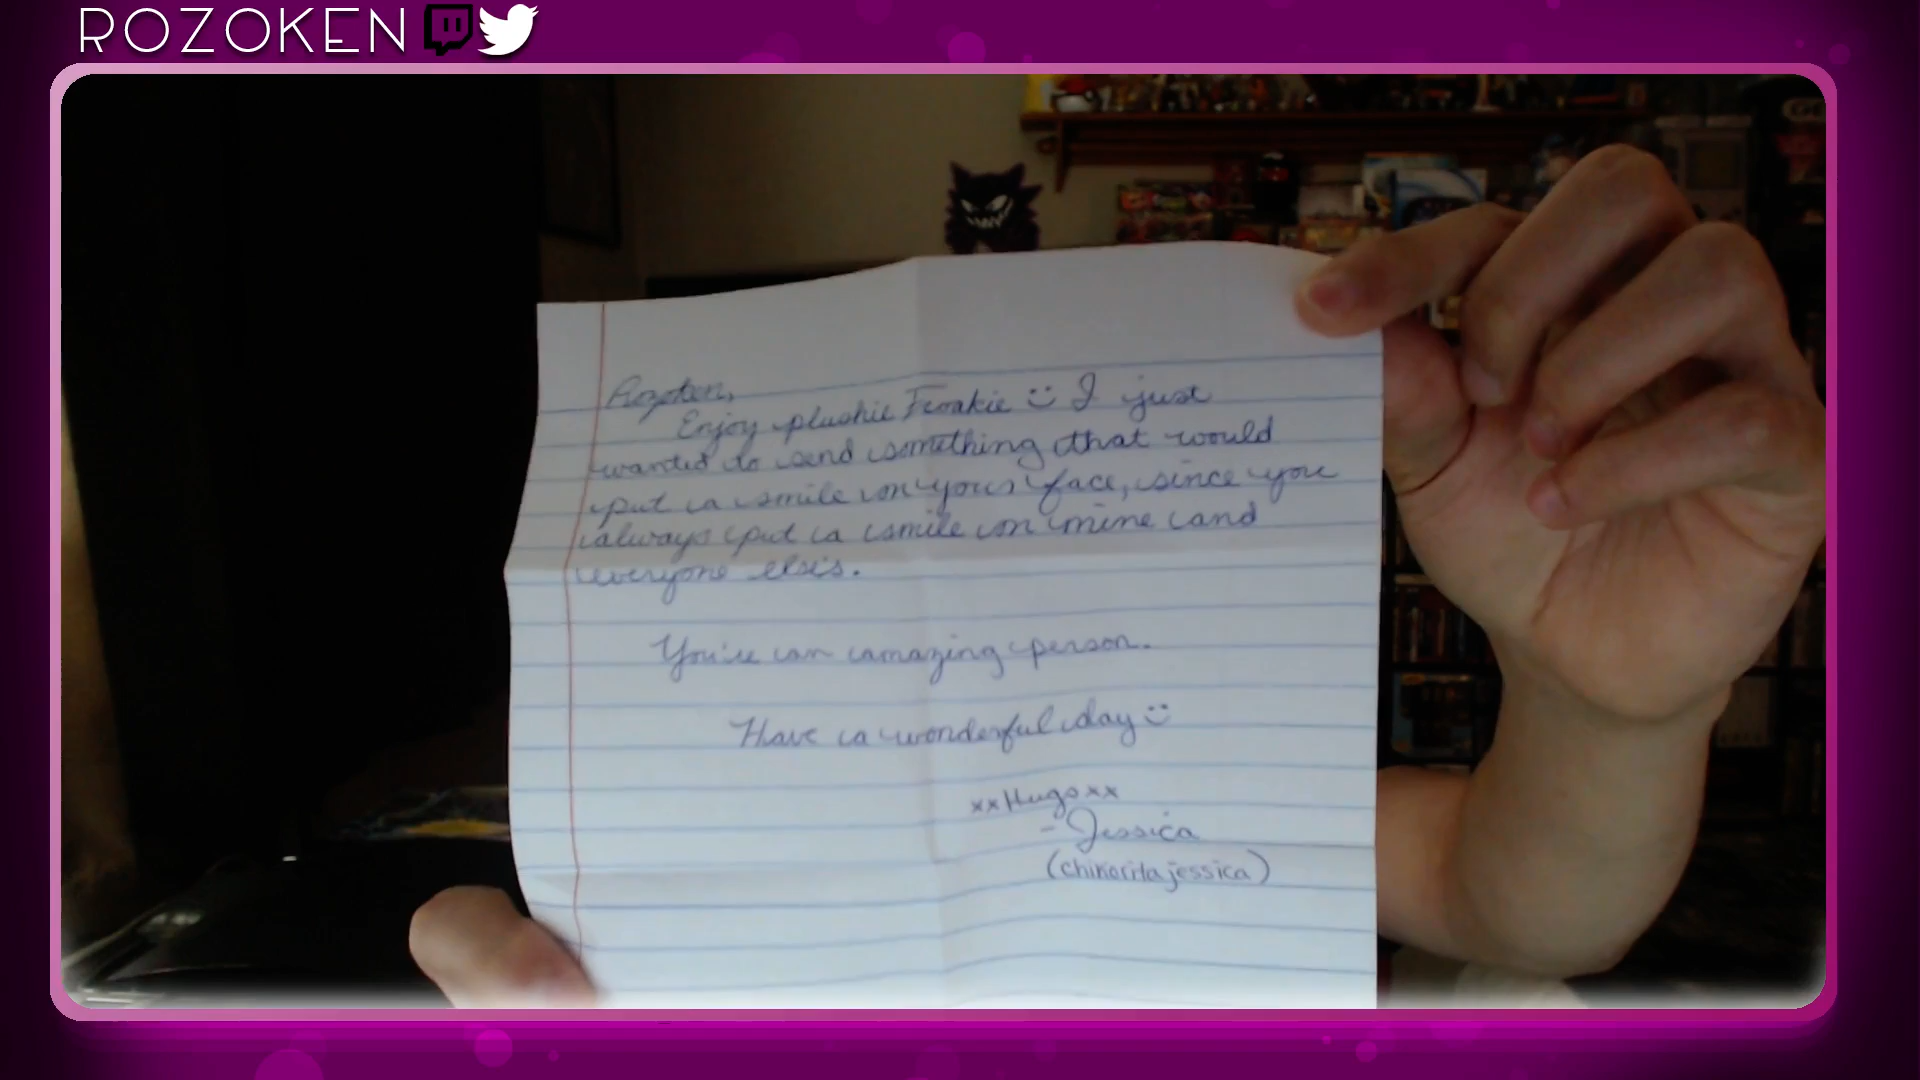 ROZOKEN
Rozoken,
Enjoy plushie Froakie :) I just
wanted to send something that would
put a smile on your face, since you
always put a smile on mine and
everyone else's.
You're an amazing person.
Have a wonderful day :)
xxHugsxx
-Jessica
(chikoritajessica)